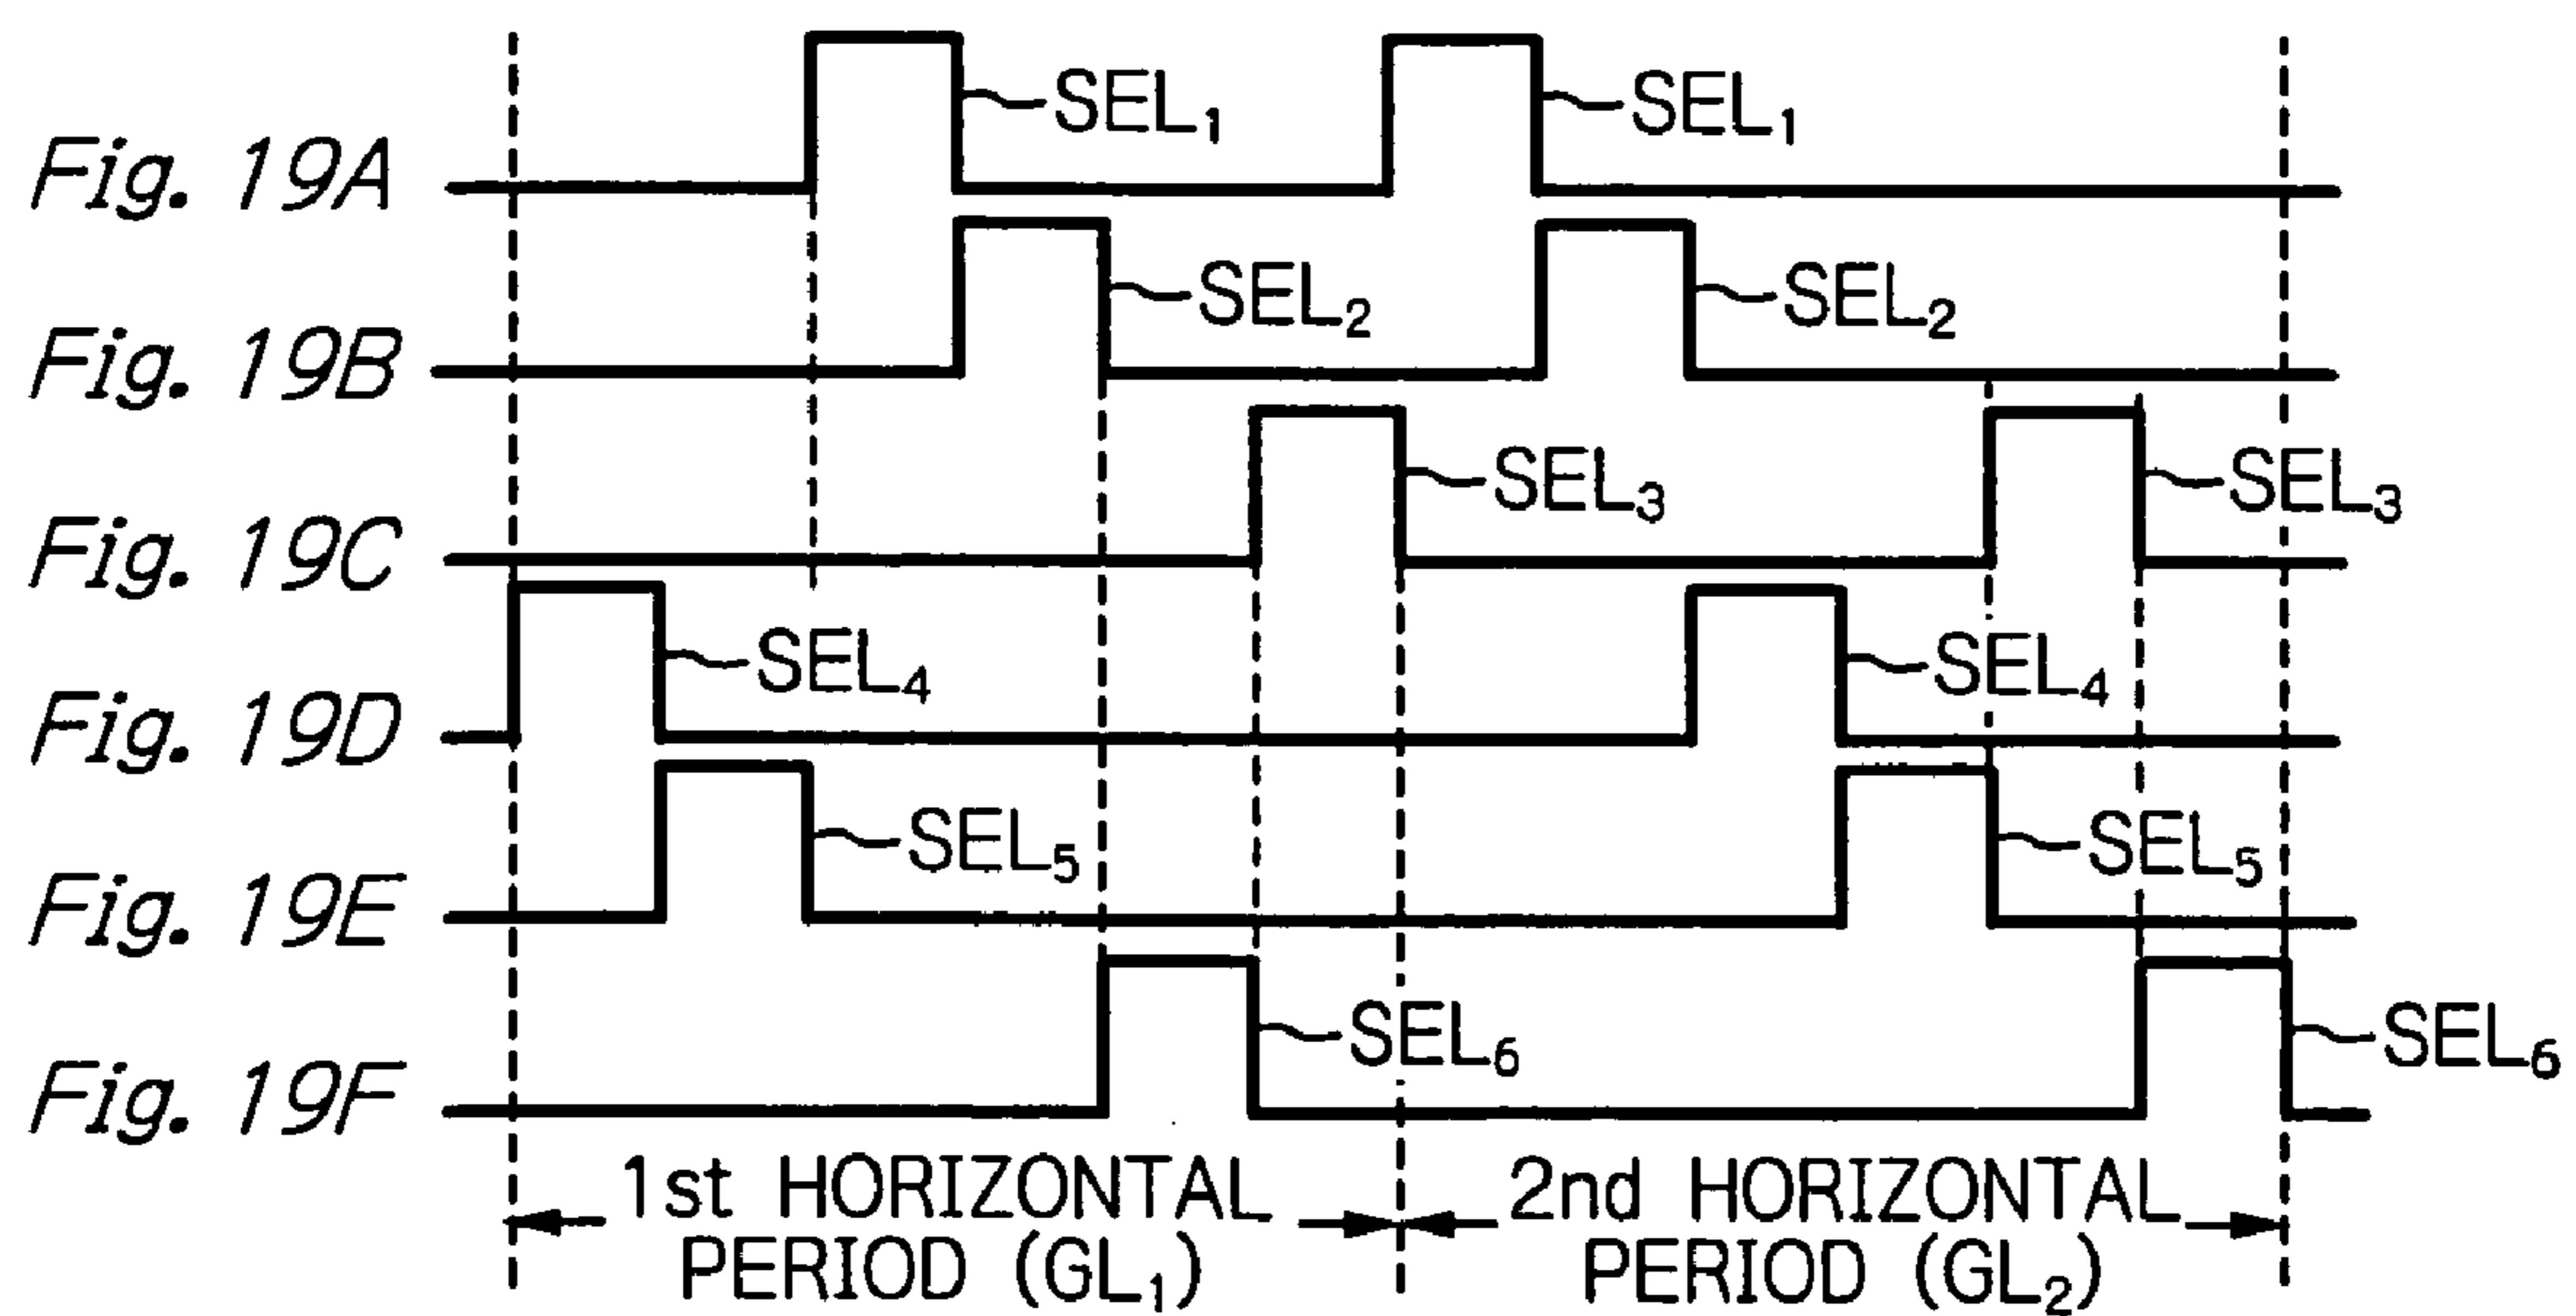 Fig. 19A SEL₁ SEL₁
Fig. 19B SEL₂ SEL₂
Fig. 19C SEL₃ SEL₃
Fig. 19D SEL₄ SEL₄
Fig. 19E SEL₅ SEL₅
Fig. 19F SEL₆ SEL₆
1st HORIZONTAL
PERIOD (GL₁)
2nd HORIZONTAL
PERIOD (GL₂)